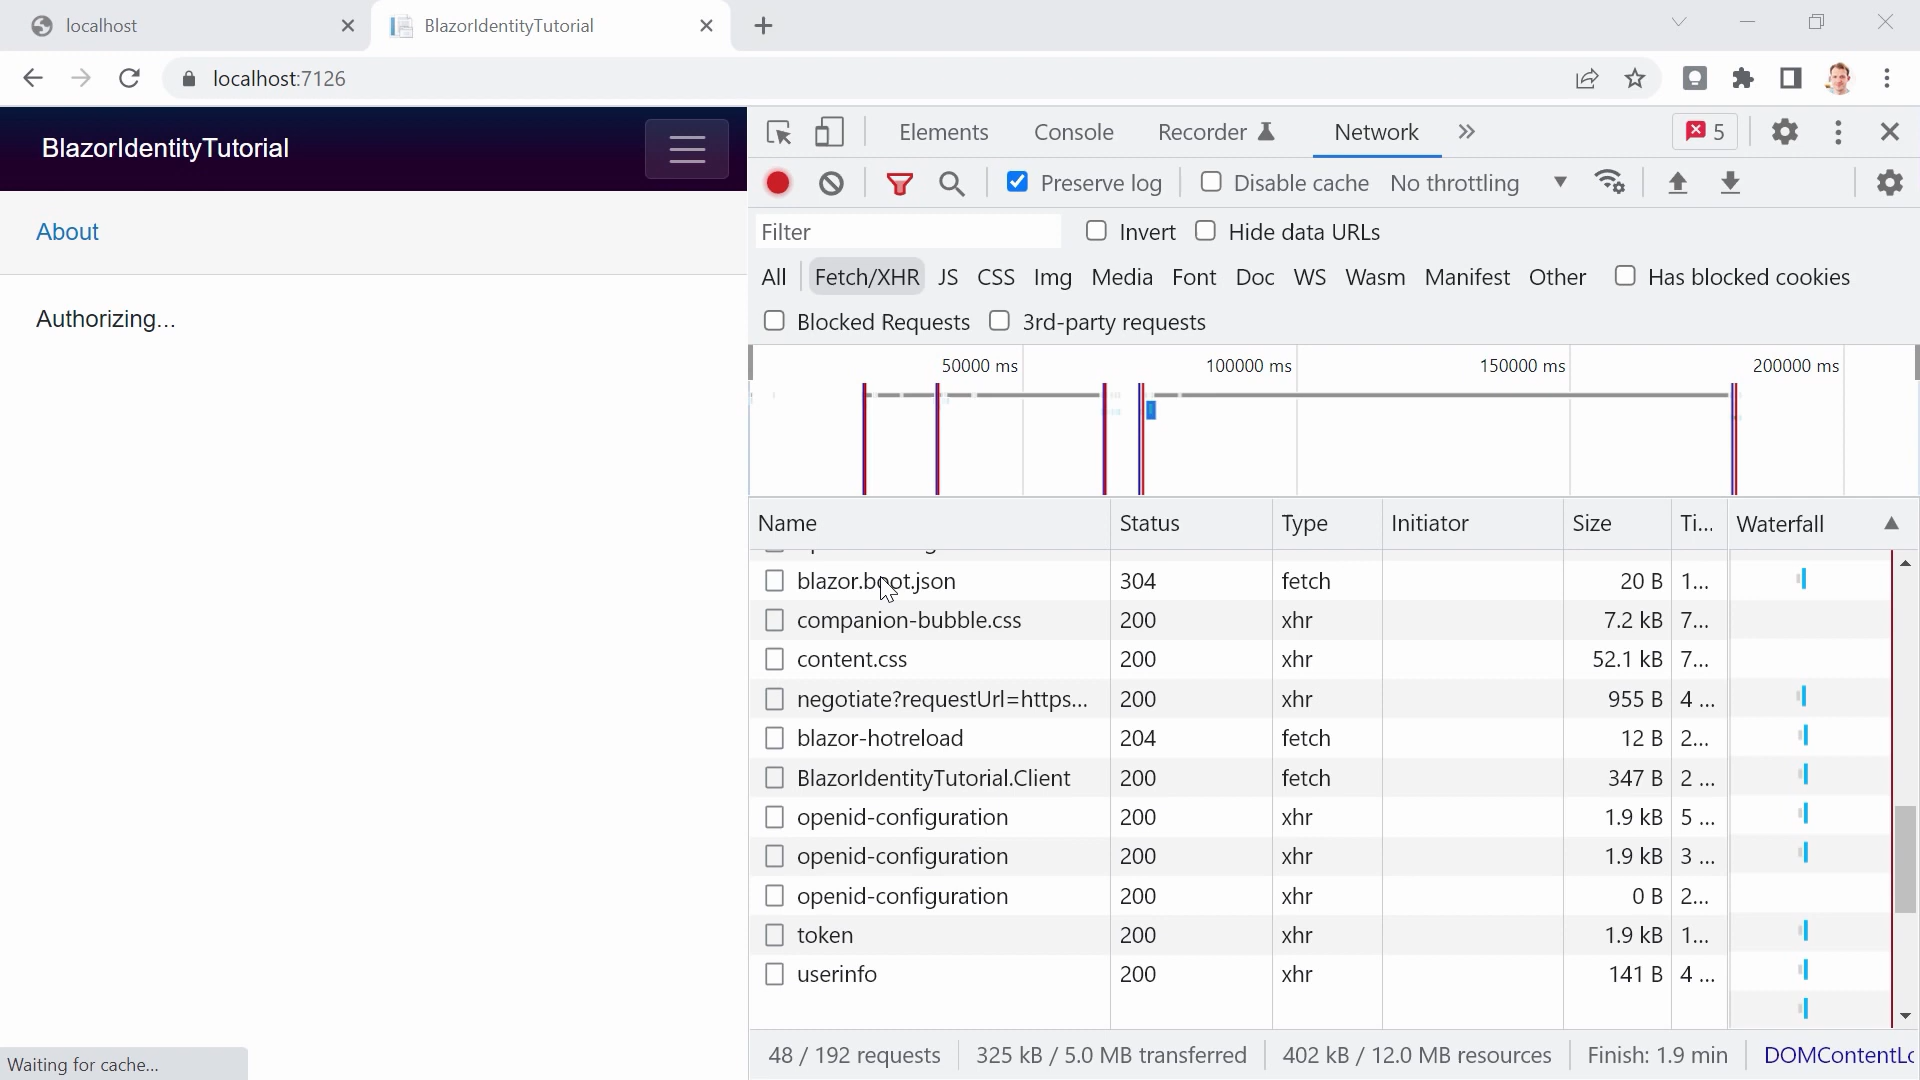 localhost
BlazorIdentityTutorial
localhost:7126
BlazorIdentityTutorial
About
Authorizing...
Waiting for cache...
Elements Console Recorder Network 5
Preserve log Disable cache No throttling
Filter Invert Hide data URLs
All Fetch/XHR JS CSS Img Media Font Doc WS Wasm Manifest Other Has blocked cookies
Blocked Requests 3rd-party requests
50000 ms 100000 ms 150000 ms 200000 ms
Name Status Type Initiator Size Ti... Waterfall
blazor.boot.json 304 fetch 20 B 1...
companion-bubble.css 200 xhr 7.2 kB 7...
content.css 200 xhr 52.1 kB 7...
negotiate?requestUrl=https... 200 xhr 955 B 4 ...
blazor-hotreload 204 fetch 12 B 2...
BlazorIdentityTutorial.Client 200 fetch 347 B 2 ...
openid-configuration 200 xhr 1.9 kB 5 ...
openid-configuration 200 xhr 1.9 kB 3 ...
openid-configuration 200 xhr 0 B 2...
token 200 xhr 1.9 kB 1...
userinfo 200 xhr 141 B 4 ...
48 / 192 requests 325 kB / 5.0 MB transferred 402 kB / 12.0 MB resources Finish: 1.9 min DOMContentLo